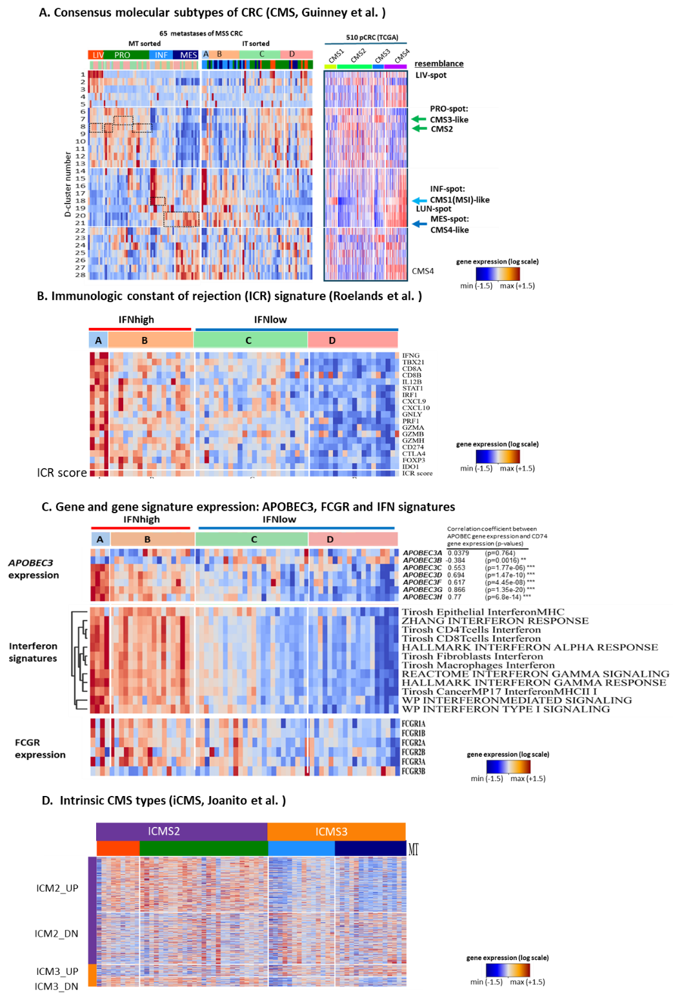 A. Consensus molecular subtypes of CRC (CMS, Guinney et al. )
65 metastases of MSS CRC
MT sorted
IT sorted
510 pCRC (TCGA)
LIV PRO INF MES
A B C D
CMS1 CMS2 CMS3 CMS4
resemblance
D-cluster number
1
2
3
4
5
6
7
8
9
10
11
12
13
14
15
16
17
18
19
20
21
22
23
24
25
26
27
28
LIV-spot
PRO-spot:
CMS3-like
CMS2
INF-spot:
CMS1(MSI)-like
LUN-spot
MES-spot:
CMS4-like
CMS4
gene expression (log scale)
min (-1.5) max (+1.5)
B. Immunologic constant of rejection (ICR) signature (Roelands et al. )
IFNhigh IFNlow
A B C D
IFNG
TBX21
CD8A
CD8B
IL12B
STAT1
IRF1
CXCL9
CXCL10
GNLY
PRF1
GZMA
GZMB
GZMH
CD274
CTLA4
FOXP3
IDO1
ICR score
ICR score
gene expression (log scale)
min (-1.5) max (+1.5)
C. Gene and gene signature expression: APOBEC3, FCGR and IFN signatures
IFNhigh IFNlow
A B C D
Correlation coefficient between
APOBEC gene expression and CD74
gene expression (p-values)
APOBEC3
expression
APOBEC3A 0.0379 (p=0.764)
APOBEC3B -0.384 (p=0.0016) **
APOBEC3C 0.553 (p=1.77e-06) ***
APOBEC3D 0.694 (p=1.47e-10) ***
APOBEC3F 0.617 (p=4.45e-08) ***
APOBEC3G 0.866 (p=1.35e-20) ***
APOBEC3H 0.77 (p=6.8e-14) ***
Interferon
signatures
Tirosh Epithelial InterferonMHC
ZHANG INTERFERON RESPONSE
Tirosh CD4Tcells Interferon
Tirosh CD8Tcells Interferon
HALLMARK INTERFERON ALPHA RESPONSE
Tirosh Fibroblasts Interferon
Tirosh Macrophages Interferon
REACTOME INTERFERON GAMMA SIGNALING
HALLMARK INTERFERON GAMMA RESPONSE
Tirosh CancerMP17 InterferonMHCII I
WP INTERFERONMEDIATED SIGNALING
WP INTERFERON TYPE I SIGNALING
FCGR
expression
FCGR1A
FCGR1B
FCGR2A
FCGR2B
FCGR3A
FCGR3B
gene expression (log scale)
min (-1.5) max (+1.5)
D. Intrinsic CMS types (iCMS, Joanito et al. )
ICMS2 ICMS3
MT
ICM2_UP
ICM2_DN
ICM3_UP
ICM3_DN
gene expression (log scale)
min (-1.5) max (+1.5)